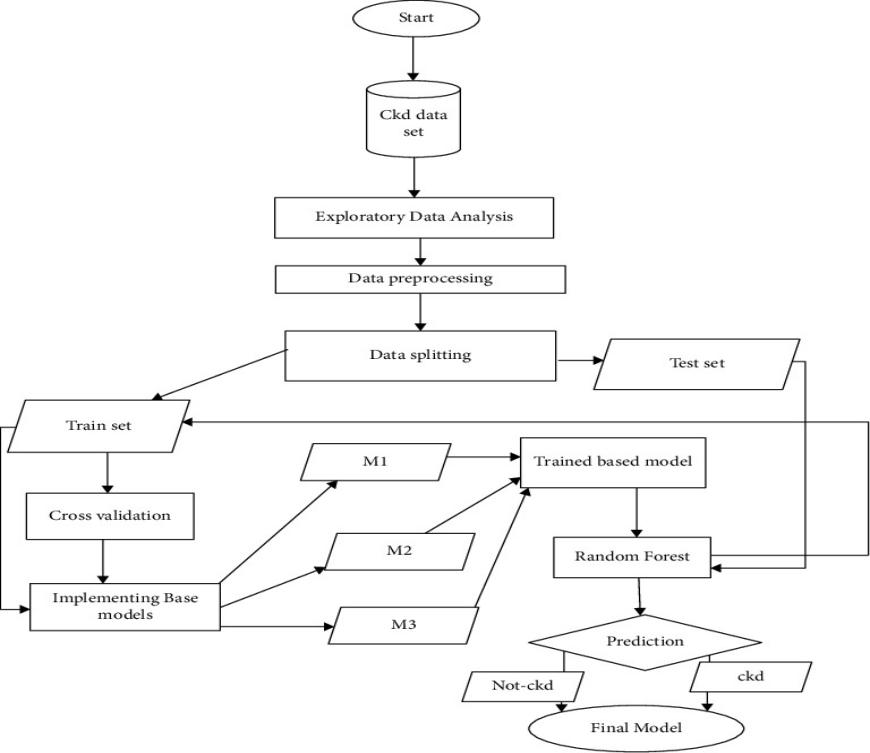 Start
Ckd data
set
Exploratory Data Analysis
Data preprocessing
Data splitting
Test set
Train set
M1
Trained based model
Cross validation
M2
Random Forest
Implementing Base
models
M3
Prediction
Not-ckd
ckd
Final Model